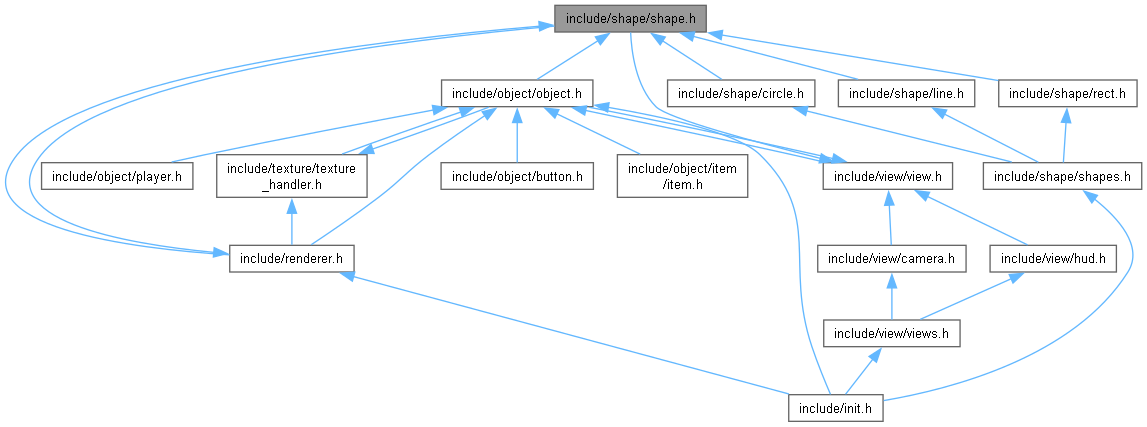 include/shape/shape.h
include/object/object.h
include/shape/circle.h
include/shape/line.h
include/shape/rect.h
include/object/player.h
include/texture/texture
_handler.h
include/object/button.h
include/object/item
/item.h
include/view/view.h
include/shape/shapes.h
include/renderer.h
include/view/camera.h
include/view/hud.h
include/view/views.h
include/init.h